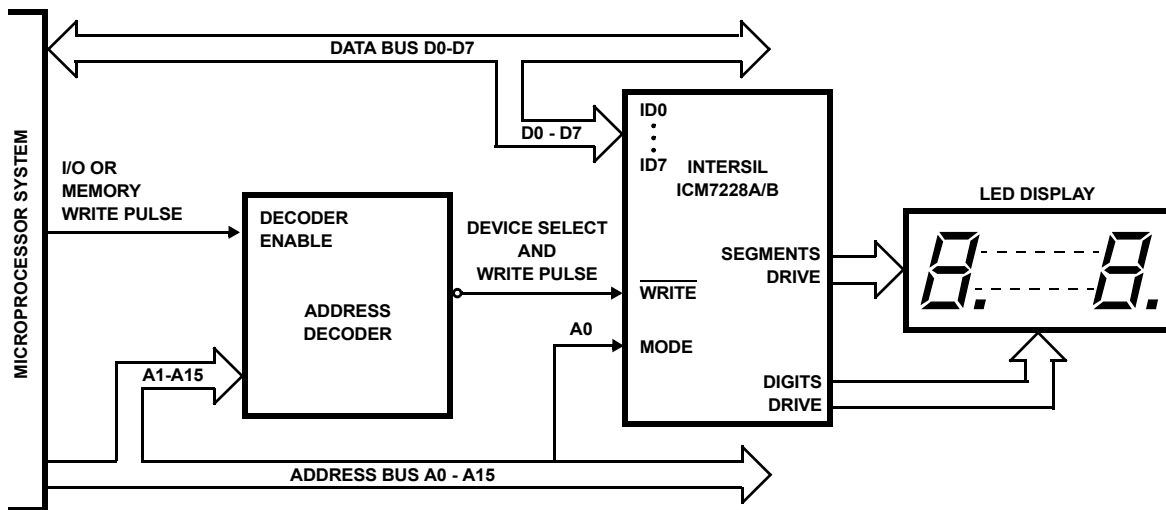 MICROPROCESSOR SYSTEM
DATA BUS D0-D7
D0 - D7
I/O OR
MEMORY
WRITE PULSE
DECODER
ENABLE
ADDRESS
DECODER
A1-A15
DEVICE SELECT
AND
WRITE PULSE
A0
ID0
ID7
INTERSIL
ICM7228A/B
SEGMENTS
DRIVE
WRITE
MODE
DIGITS
DRIVE
LED DISPLAY
8. 8.
ADDRESS BUS A0 - A15